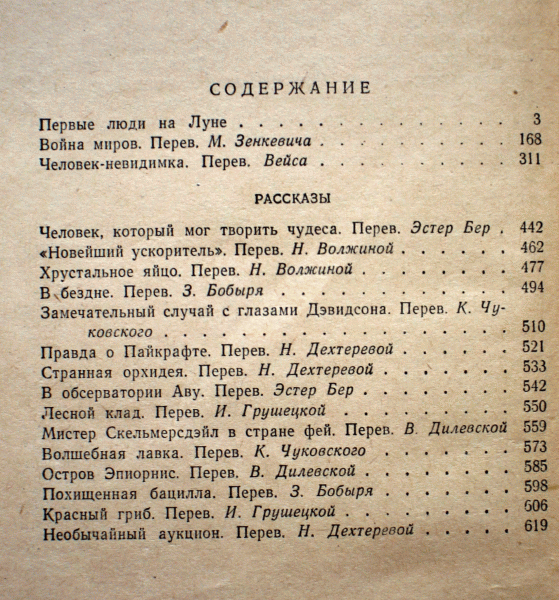 СОДЕРЖАНИЕ
Первые люди на Луне . . . . . . . . . . . . . 3
Война миров. Перев. М. Зенкевича . . . . . . . . 168
Человек-невидимка. Перев. Вейса . . . . . . . . 311
РАССКАЗЫ
Человек, который мог творить чудеса. Перев. Эстер Бер . 442
«Новейший ускоритель». Перев. Н. Волжиной . . . . . 462
Хрустальное яйцо. Перев. Н. Волжиной . . . . . . . 477
В бездне. Перев. З. Бобыря . . . . . . . . . . 494
Замечательный случай с глазами Дэвидсона. Перев. К. Чу-
ковского . . . . . . . . . . . . . . . 510
Правда о Пайкрафте. Перев. Н. Дехтеревой . . . . . 521
Странная орхидея. Перев. Н. Дехтеревой . . . . . . 533
В обсерватории Аву. Перев. Эстер Бер . . . . . . . 542
Лесной клад. Перев. И. Грушецкой . . . . . . . . 550
Мистер Скельмерсдэйл в стране фей. Перев. В. Дилевской 559
Волшебная лавка. Перев. К. Чуковского . . . . . . 573
Остров Эпиорнис. Перев. В. Дилевской . . . . . . . 585
Похищенная бацилла. Перев. З. Бобыря . . . . . . 598
Красный гриб. Перев. И. Грушецкой . . . . . . . 606
Необычайный аукцион. Перев. Н. Дехтеревой . . . . . 619